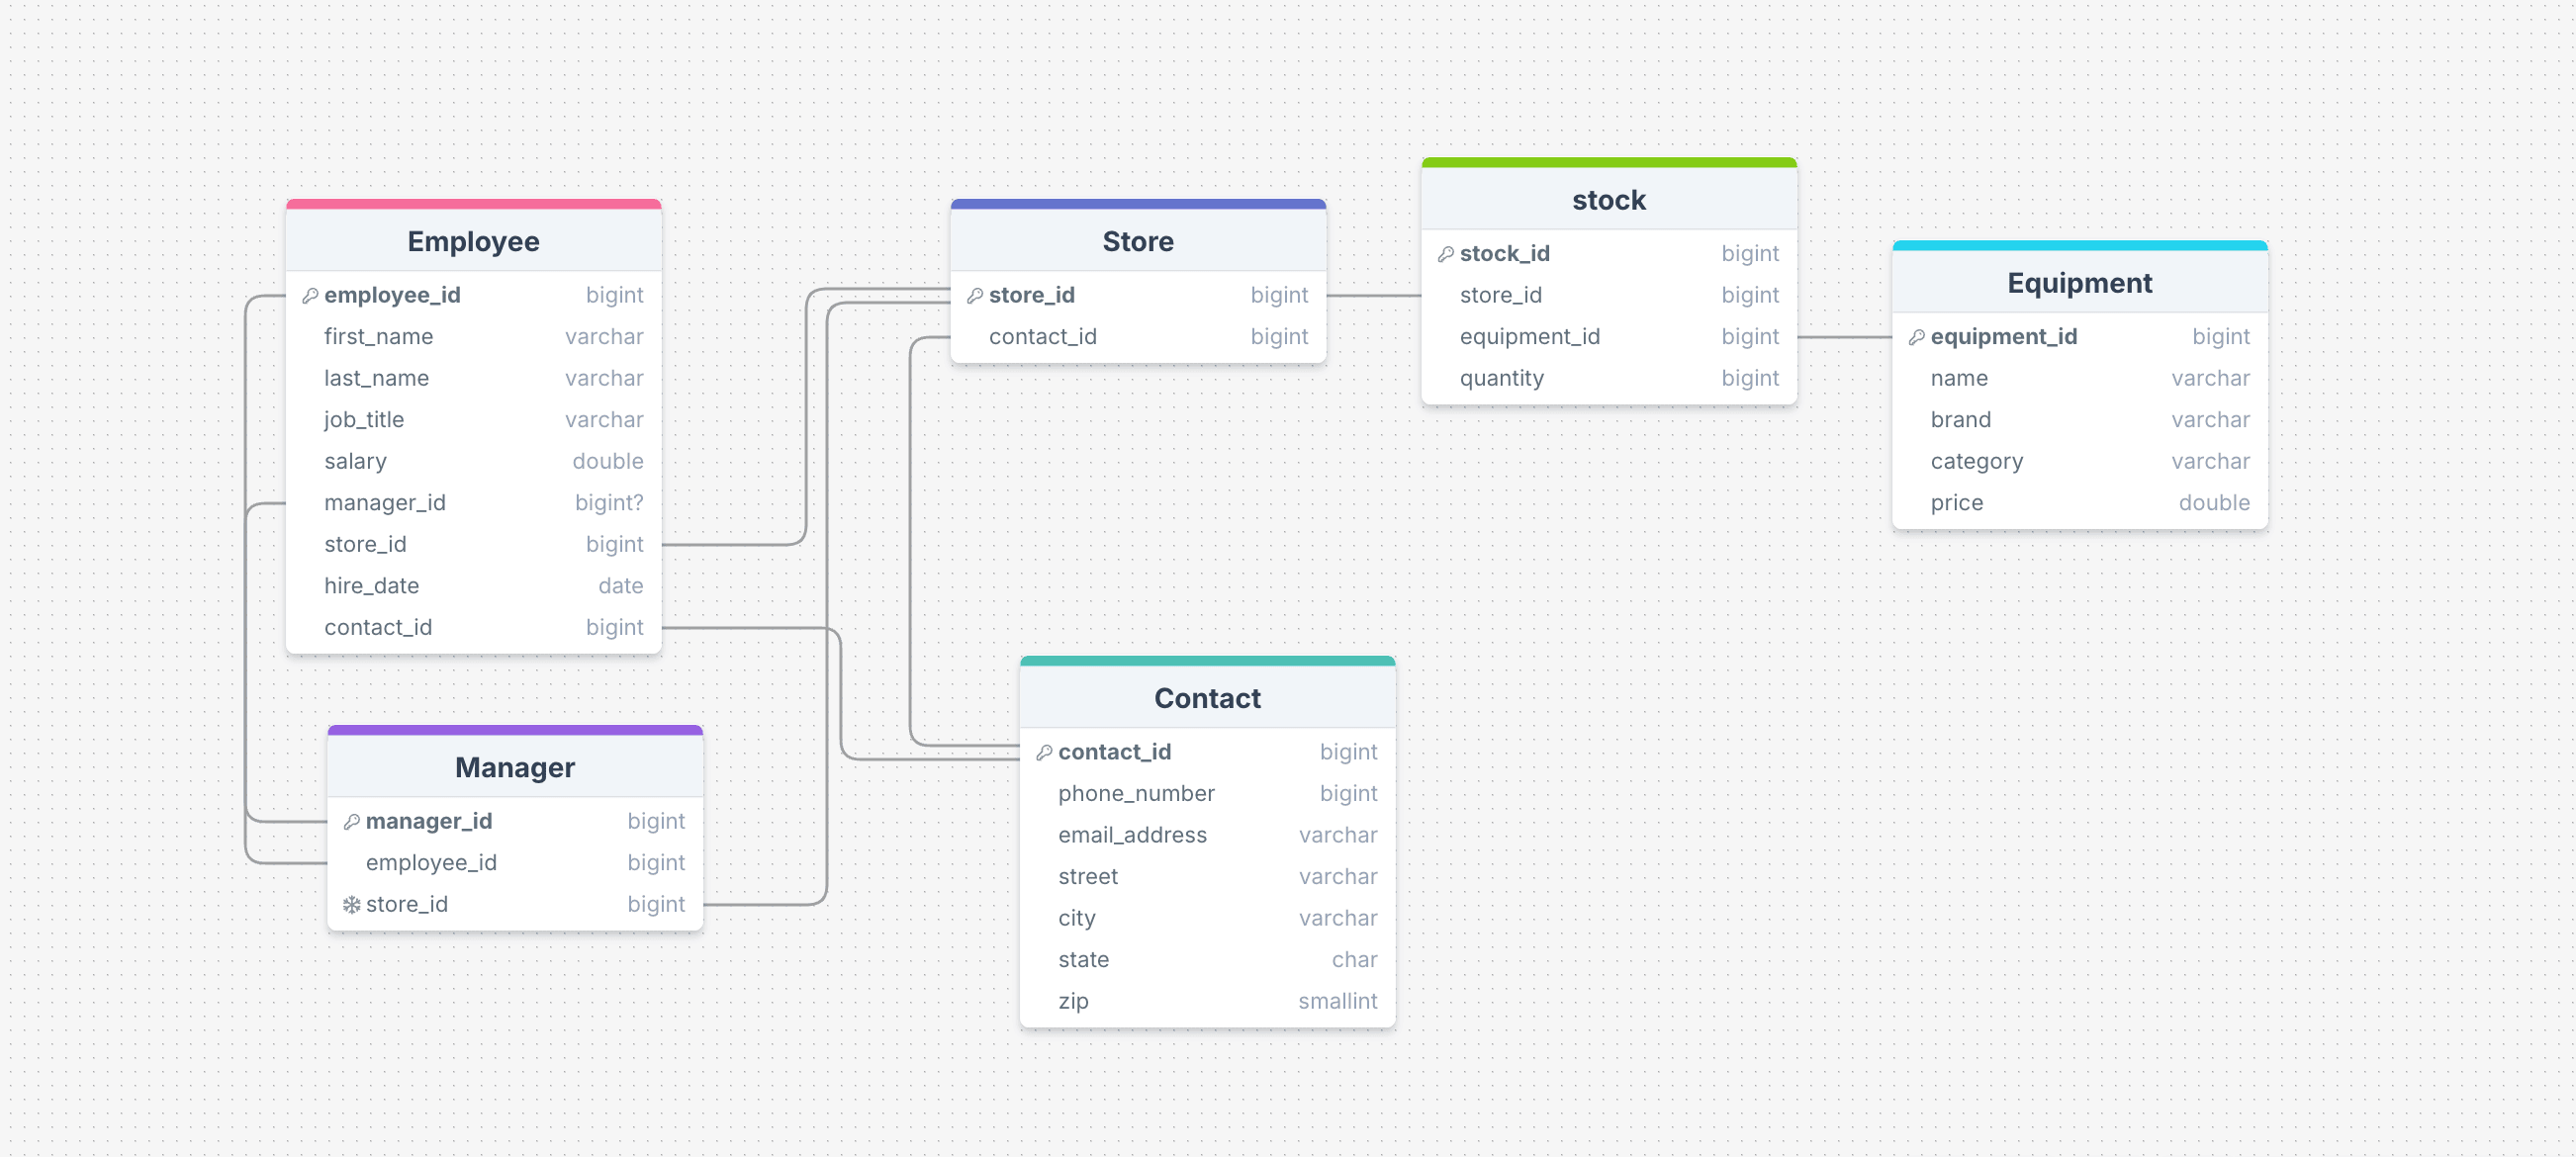 Employee
employee_id bigint
first_name varchar
last_name varchar
job_title varchar
salary double
manager_id bigint?
store_id bigint
hire_date date
contact_id bigint
Manager
manager_id bigint
employee_id bigint
store_id bigint
Store
store_id bigint
contact_id bigint
Contact
contact_id bigint
phone_number bigint
email_address varchar
street varchar
city varchar
state char
zip smallint
stock
stock_id bigint
store_id bigint
equipment_id bigint
quantity bigint
Equipment
equipment_id bigint
name varchar
brand varchar
category varchar
price double